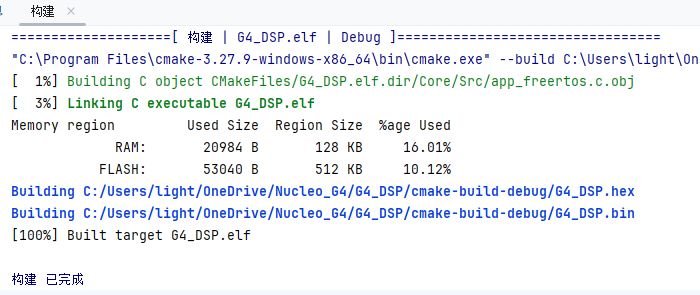 构建
====================[ 构建 | G4_DSP.elf | Debug ]=================================
"C:\Program Files\cmake-3.27.9-windows-x86_64\bin\cmake.exe" --build C:\Users\light\On
[  1%] Building C object CMakeFiles/G4_DSP.elf.dir/Core/Src/app_freertos.c.obj
[  3%] Linking C executable G4_DSP.elf
Memory region         Used Size  Region Size  %age Used
             RAM:       20984 B       128 KB     16.01%
           FLASH:       53040 B       512 KB     10.12%
Building C:/Users/light/OneDrive/Nucleo_G4/G4_DSP/cmake-build-debug/G4_DSP.hex
Building C:/Users/light/OneDrive/Nucleo_G4/G4_DSP/cmake-build-debug/G4_DSP.bin
[100%] Built target G4_DSP.elf
构建 已完成